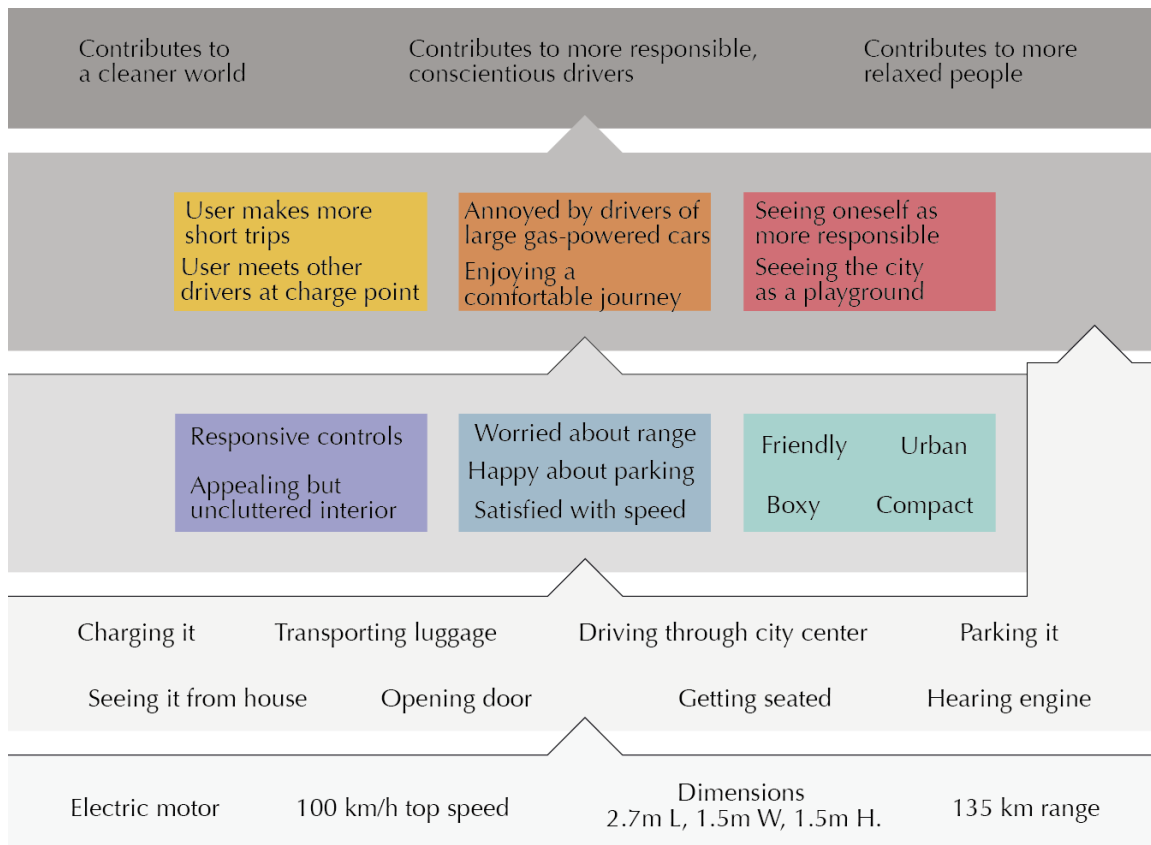 Contributes to
a cleaner world
Contributes to more responsible,
conscientious drivers
Contributes to more
relaxed people
User makes more
short trips
User meets other
drivers at charge point
Annoyed by drivers of
large gas-powered cars
Enjoying a
comfortable journey
Seeing oneself as
more responsible
Seeeing the city
as a playground
Responsive controls
Appealing but
uncluttered interior
Worried about range
Happy about parking
Satisfied with speed
Friendly Urban
Boxy Compact
Charging it Transporting luggage Driving through city center Parking it
Seeing it from house Opening door Getting seated Hearing engine
Electric motor
100 km/h top speed
Dimensions
2.7m L, 1.5m W, 1.5m H.
135 km range